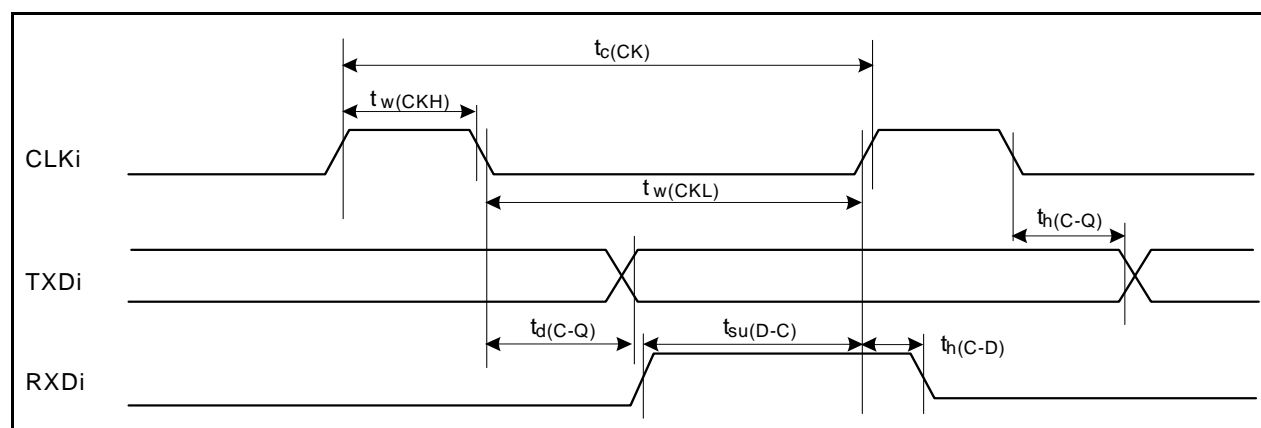 tc(CK)
tw(CKH)
CLKi
tw(CKL)
th(C-Q)
TXDi
td(C-Q)
tsu(D-C)
th(C-D)
RXDi